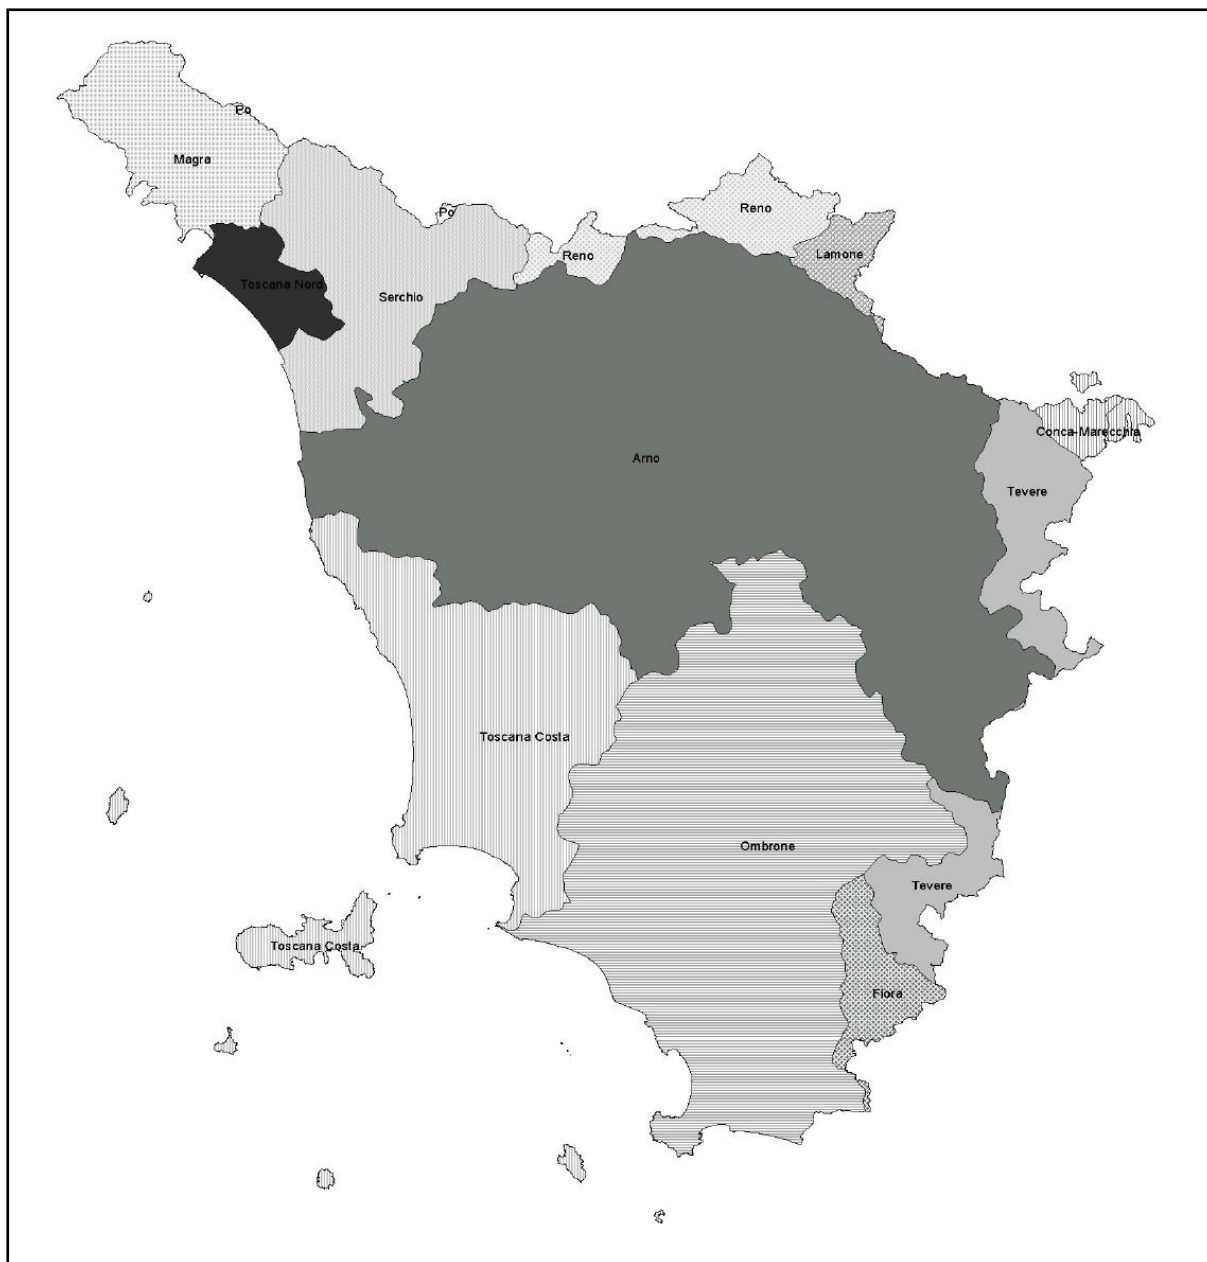 Po
Magra
Po
Reno
Reno
Lamone
Toscana Nord
Serchio
Conca-Marecchia
Arno
Tevere
Toscana Costa
Ombrone
Tevere
Toscana Costa
Fiora